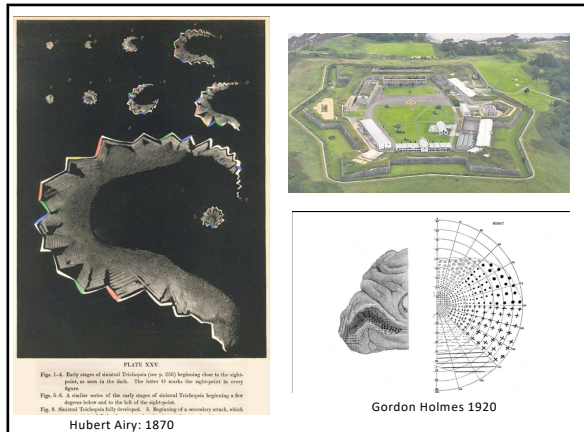 PLATE XXV.
Figs. 1–4. Early stages of sinistral Teichopsia (see p. 258) beginning close to the sight-
point, as seen in the dark. The letter O marks the sight-point in every
figure.
Figs. 5–8. A similar series of the early stages of sinistral Teichopsia beginning a few
degrees below and to the left of the sight-point.
Fig. 9. Sinistral Teichopsia fully developed. 3. Beginning of a secondary attack, which
Hubert Airy: 1870
RIGHT
Gordon Holmes 1920